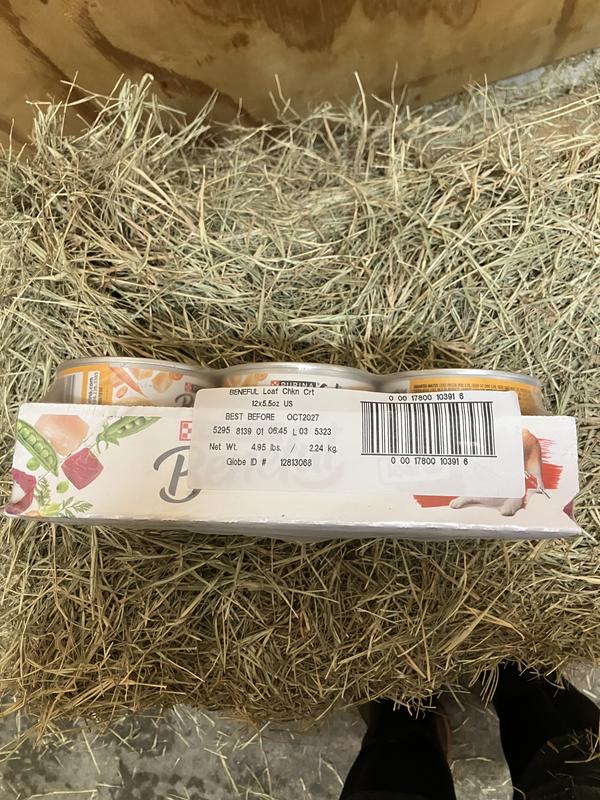 PURINA
BENEFUL Loaf Chkn Crt
12x5.5oz US
BEST BEFORE OCT2027
5295 8139 01 06:45 L 03 5323
Net Wt. 4.95 lbs. / 2.24 kg.
Globe ID # 12813068
0 00 17800 10391 6
0 00 17800 10391 6